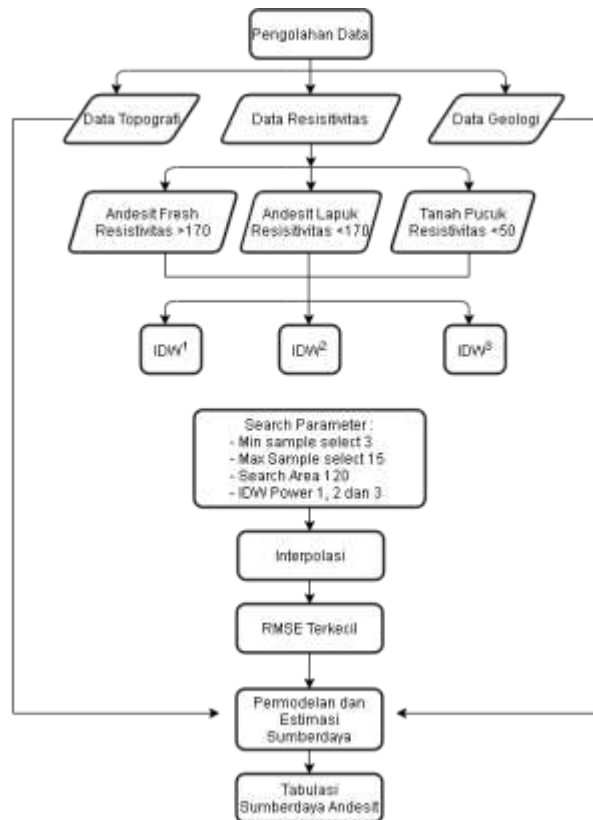 Pengolahan Data
Data Topografi
Data Resisitivitas
Data Geologi
Andesit Fresh
Resistivitas >170
Andesit Lapuk
Resisitivitas <170
Tanah Pucuk
Resistivitas <50
IDW¹
IDW²
IDW³
Search Parameter :
- Min sample select 3
- Max Sample select 15
- Search Area 120
- IDW Power 1, 2 dan 3
Interpolasi
RMSE Terkecil
Permodelan dan
Estimasi
Sumberdaya
Tabulasi
Sumberdaya Andesit